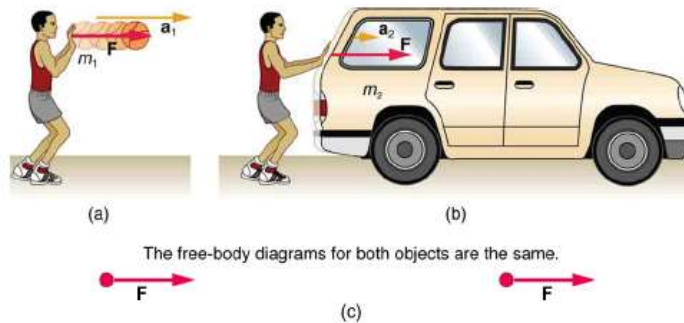 a₁
F
m₁
a₂
F
m₂
(a)
(b)
The free-body diagrams for both objects are the same.
F
F
(c)